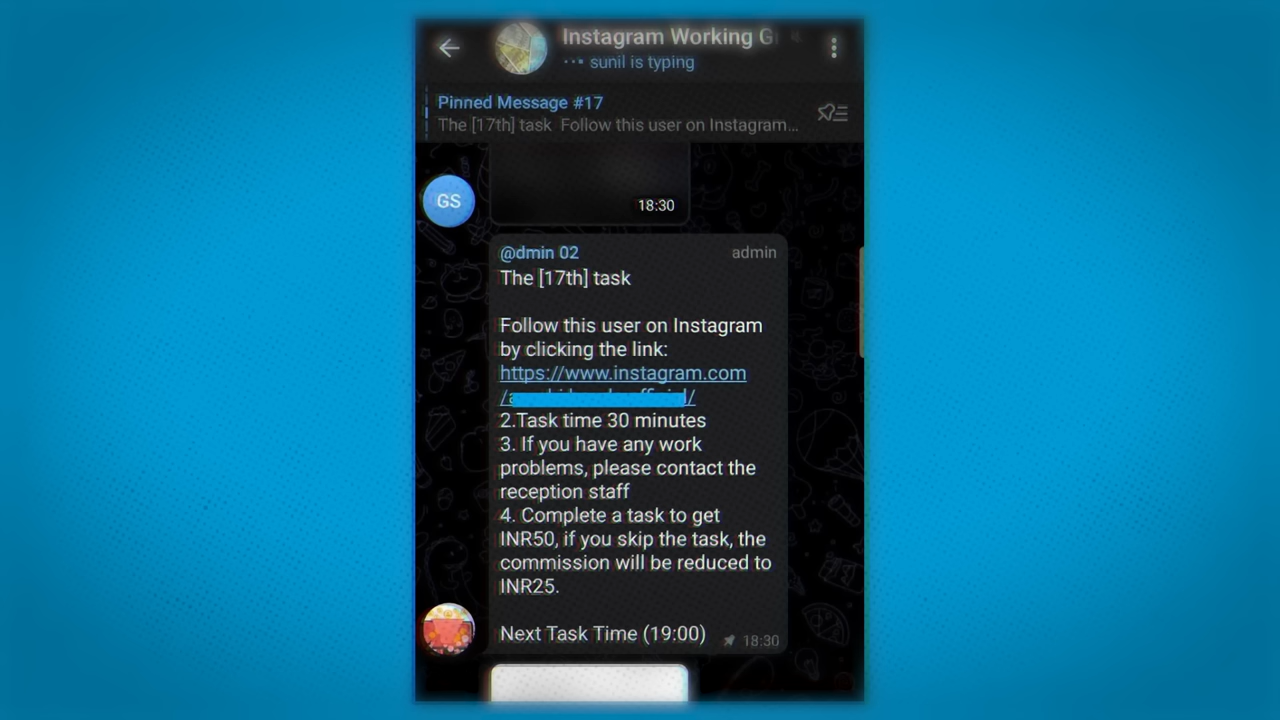 Instagram Working G
sunil is typing
Pinned Message #17
The [17th] task Follow this user on Instagram...
GS
18:30
@dmin 02 admin
The [17th] task
Follow this user on Instagram
by clicking the link:
https://www.instagram.com
/
2.Task time 30 minutes
3. If you have any work
problems, please contact the
reception staff
4. Complete a task to get
INR50, if you skip the task, the
commission will be reduced to
INR25.
Next Task Time (19:00) 18:30